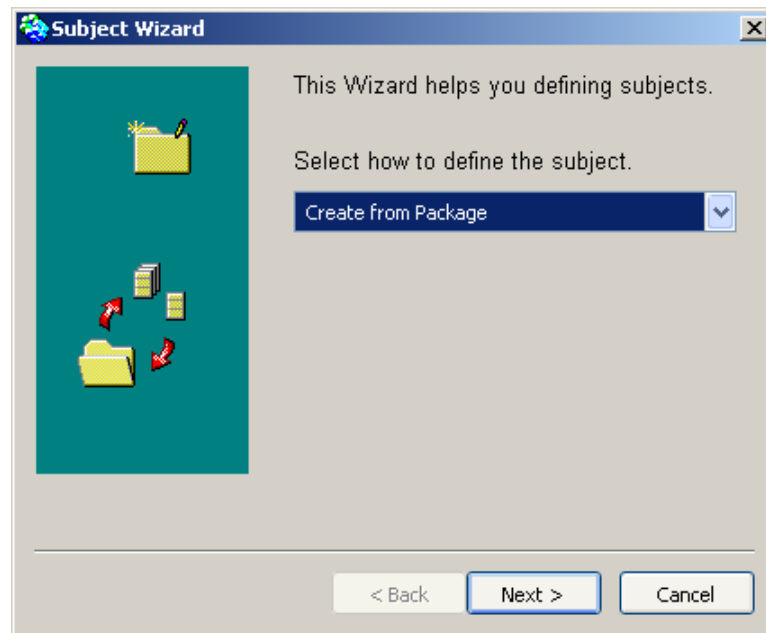 Subject Wizard
This Wizard helps you defining subjects.
Select how to define the subject.
Create from Package
< Back
Next >
Cancel